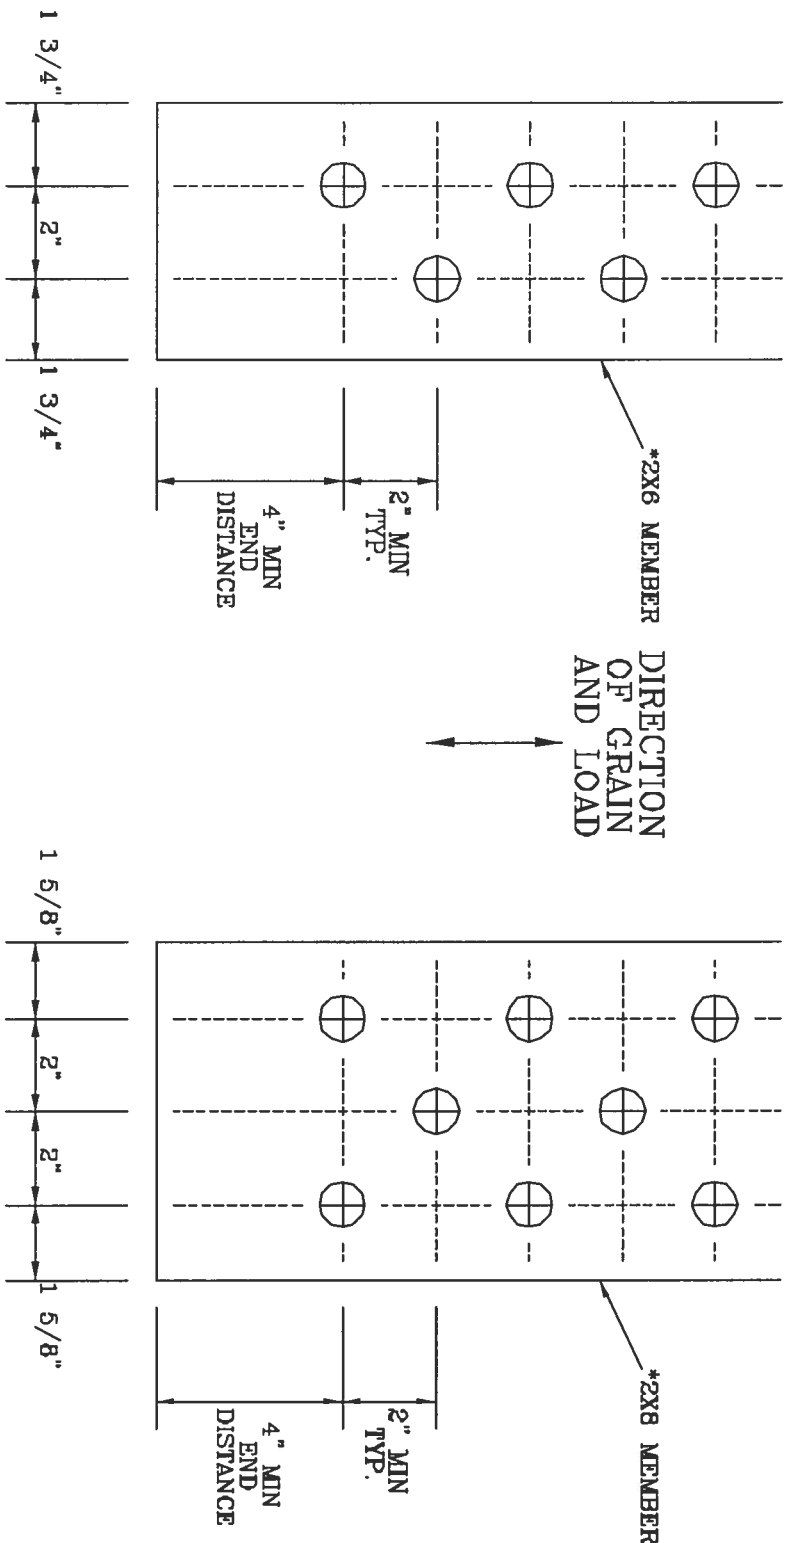 1 3/4"
2"
1 3/4"
*2X6 MEMBER
2" MIN
TYP.
4" MIN
END
DISTANCE
DIRECTION
OF GRAIN
AND LOAD
1 5/8"
2"
2"
1 5/8"
*2X8 MEMBER
2" MIN
TYP.
4" MIN
END
DISTANCE